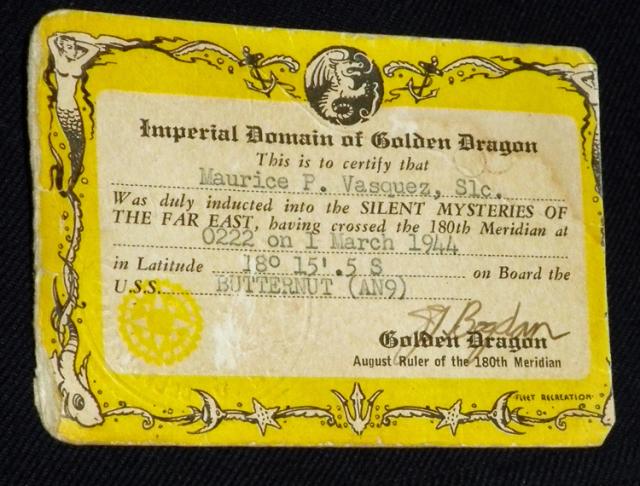 Imperial Domain of Golden Dragon
This is to certify that
Maurice P. Vasquez, S1c.
Was duly inducted into the SILENT MYSTERIES OF
THE FAR EAST, having crossed the 180th Meridian at
0222 on 1 March 1944
in Latitude 18º 15'.5 S on Board the
U.S.S. BUTTERNUT (AN9)
Golden Dragon
August Ruler of the 180th Meridian
FLEET RECREATION